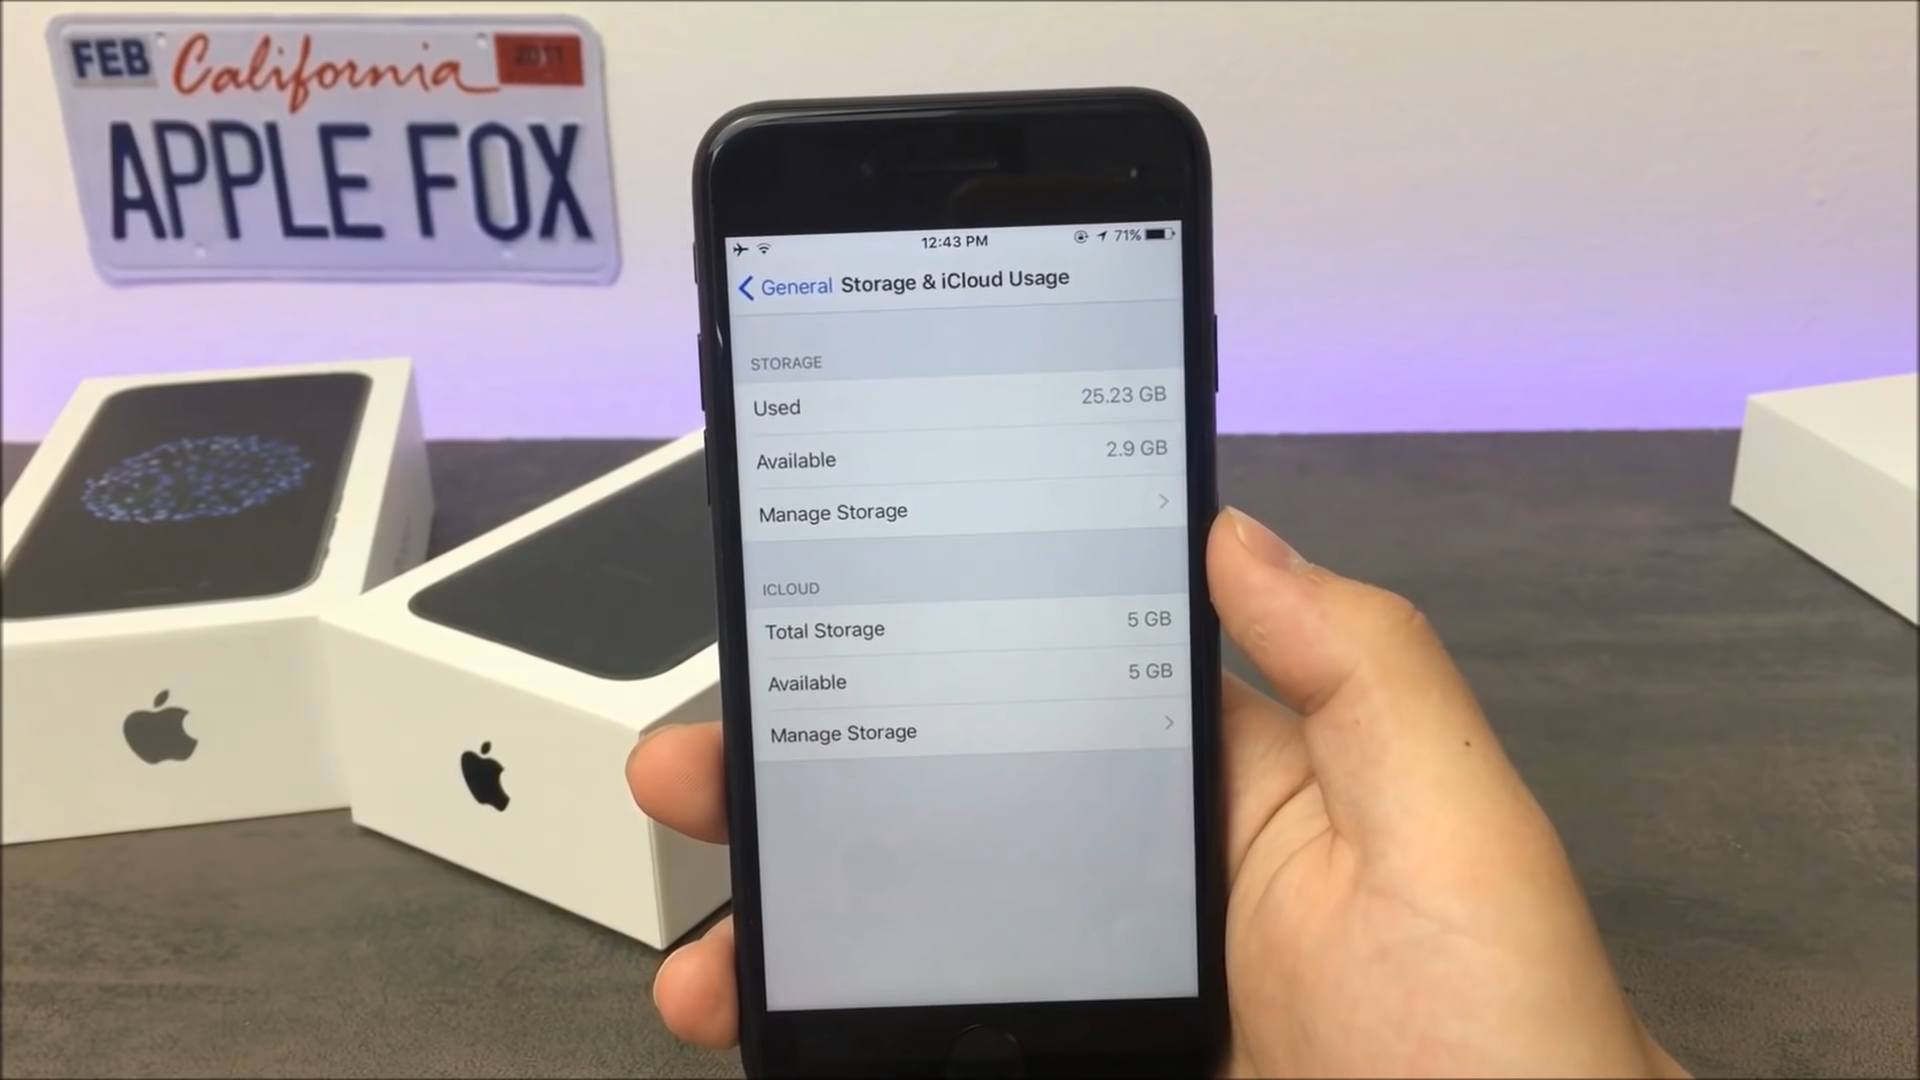 FEB California 2011
APPLE FOX
12:43 PM 71%
General Storage & iCloud Usage
STORAGE
Used 25.23 GB
Available 2.9 GB
Manage Storage
ICLOUD
Total Storage 5 GB
Available 5 GB
Manage Storage